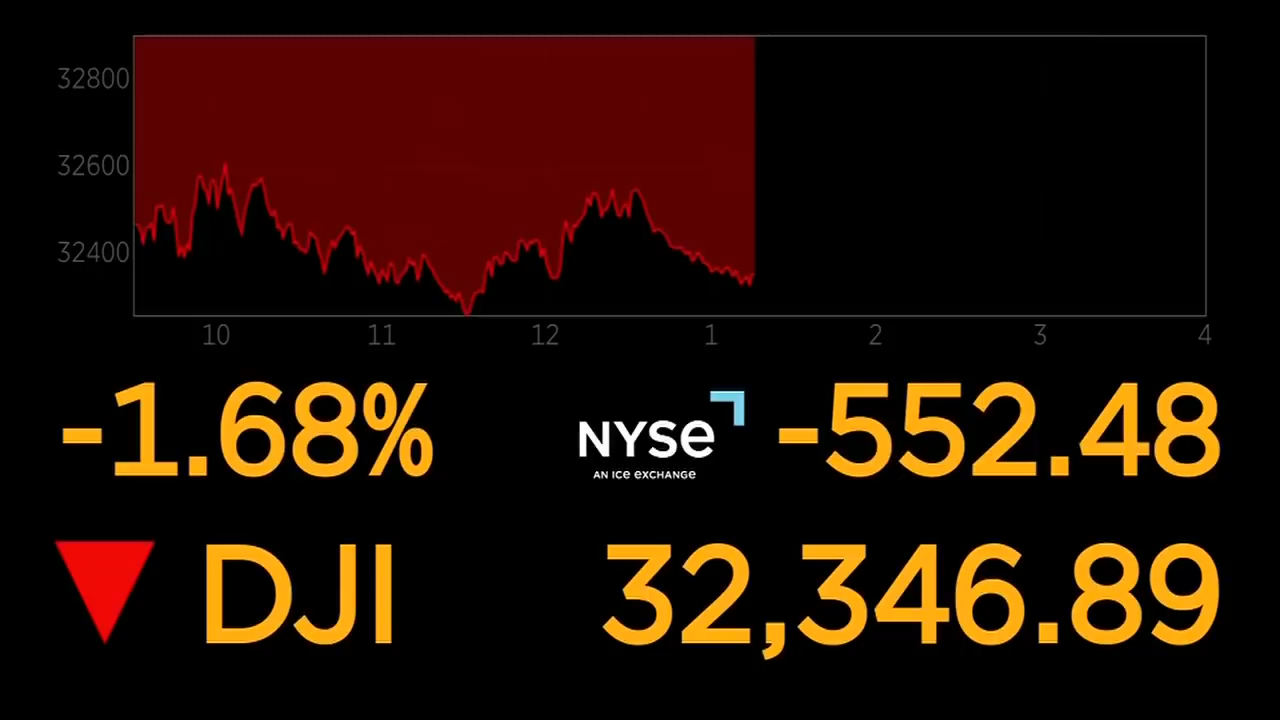 32800
32600
32400
10 11 12 1 2 3 4
-1.68% NYSE -552.48
AN ICE EXCHANGE
DJI 32,346.89